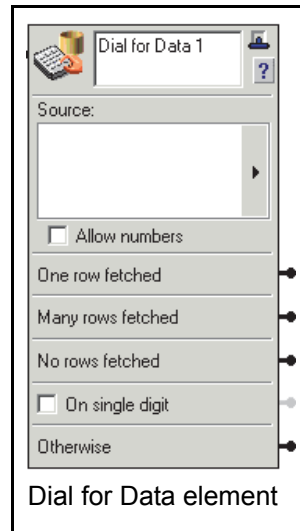 Dial for Data 1
?
Source:
Allow numbers
One row fetched
Many rows fetched
No rows fetched
On single digit
Otherwise
Dial for Data element